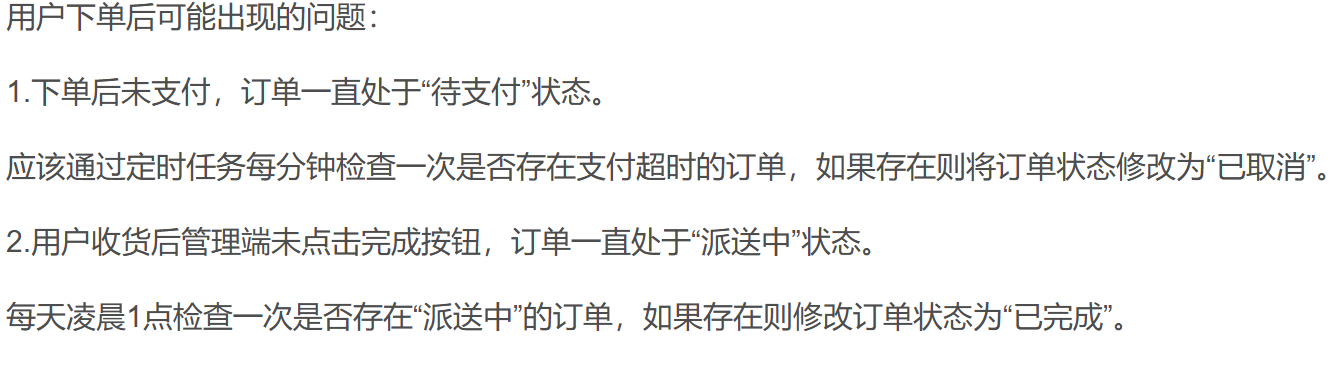 用户下单后可能出现的问题：
1.下单后未支付，订单一直处于“待支付”状态。
应该通过定时任务每分钟检查一次是否存在支付超时的订单，如果存在则将订单状态修改为“已取消”。
2.用户收货后管理端未点击完成按钮，订单一直处于“派送中”状态。
每天凌晨1点检查一次是否存在“派送中”的订单，如果存在则修改订单状态为“已完成”。